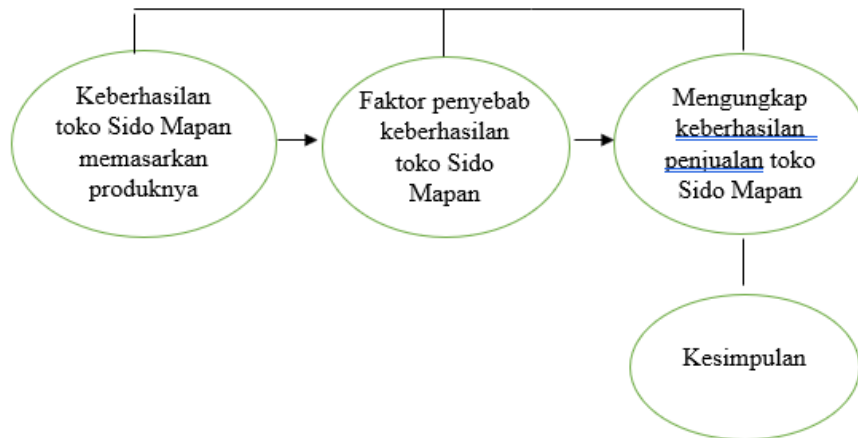 Keberhasilan
toko Sido Mapan
memasarkan
produknya
Faktor penyebab
keberhasilan
toko Sido
Mapan
Mengungkap
keberhasilan
penjualan toko
Sido Mapan
Kesimpulan